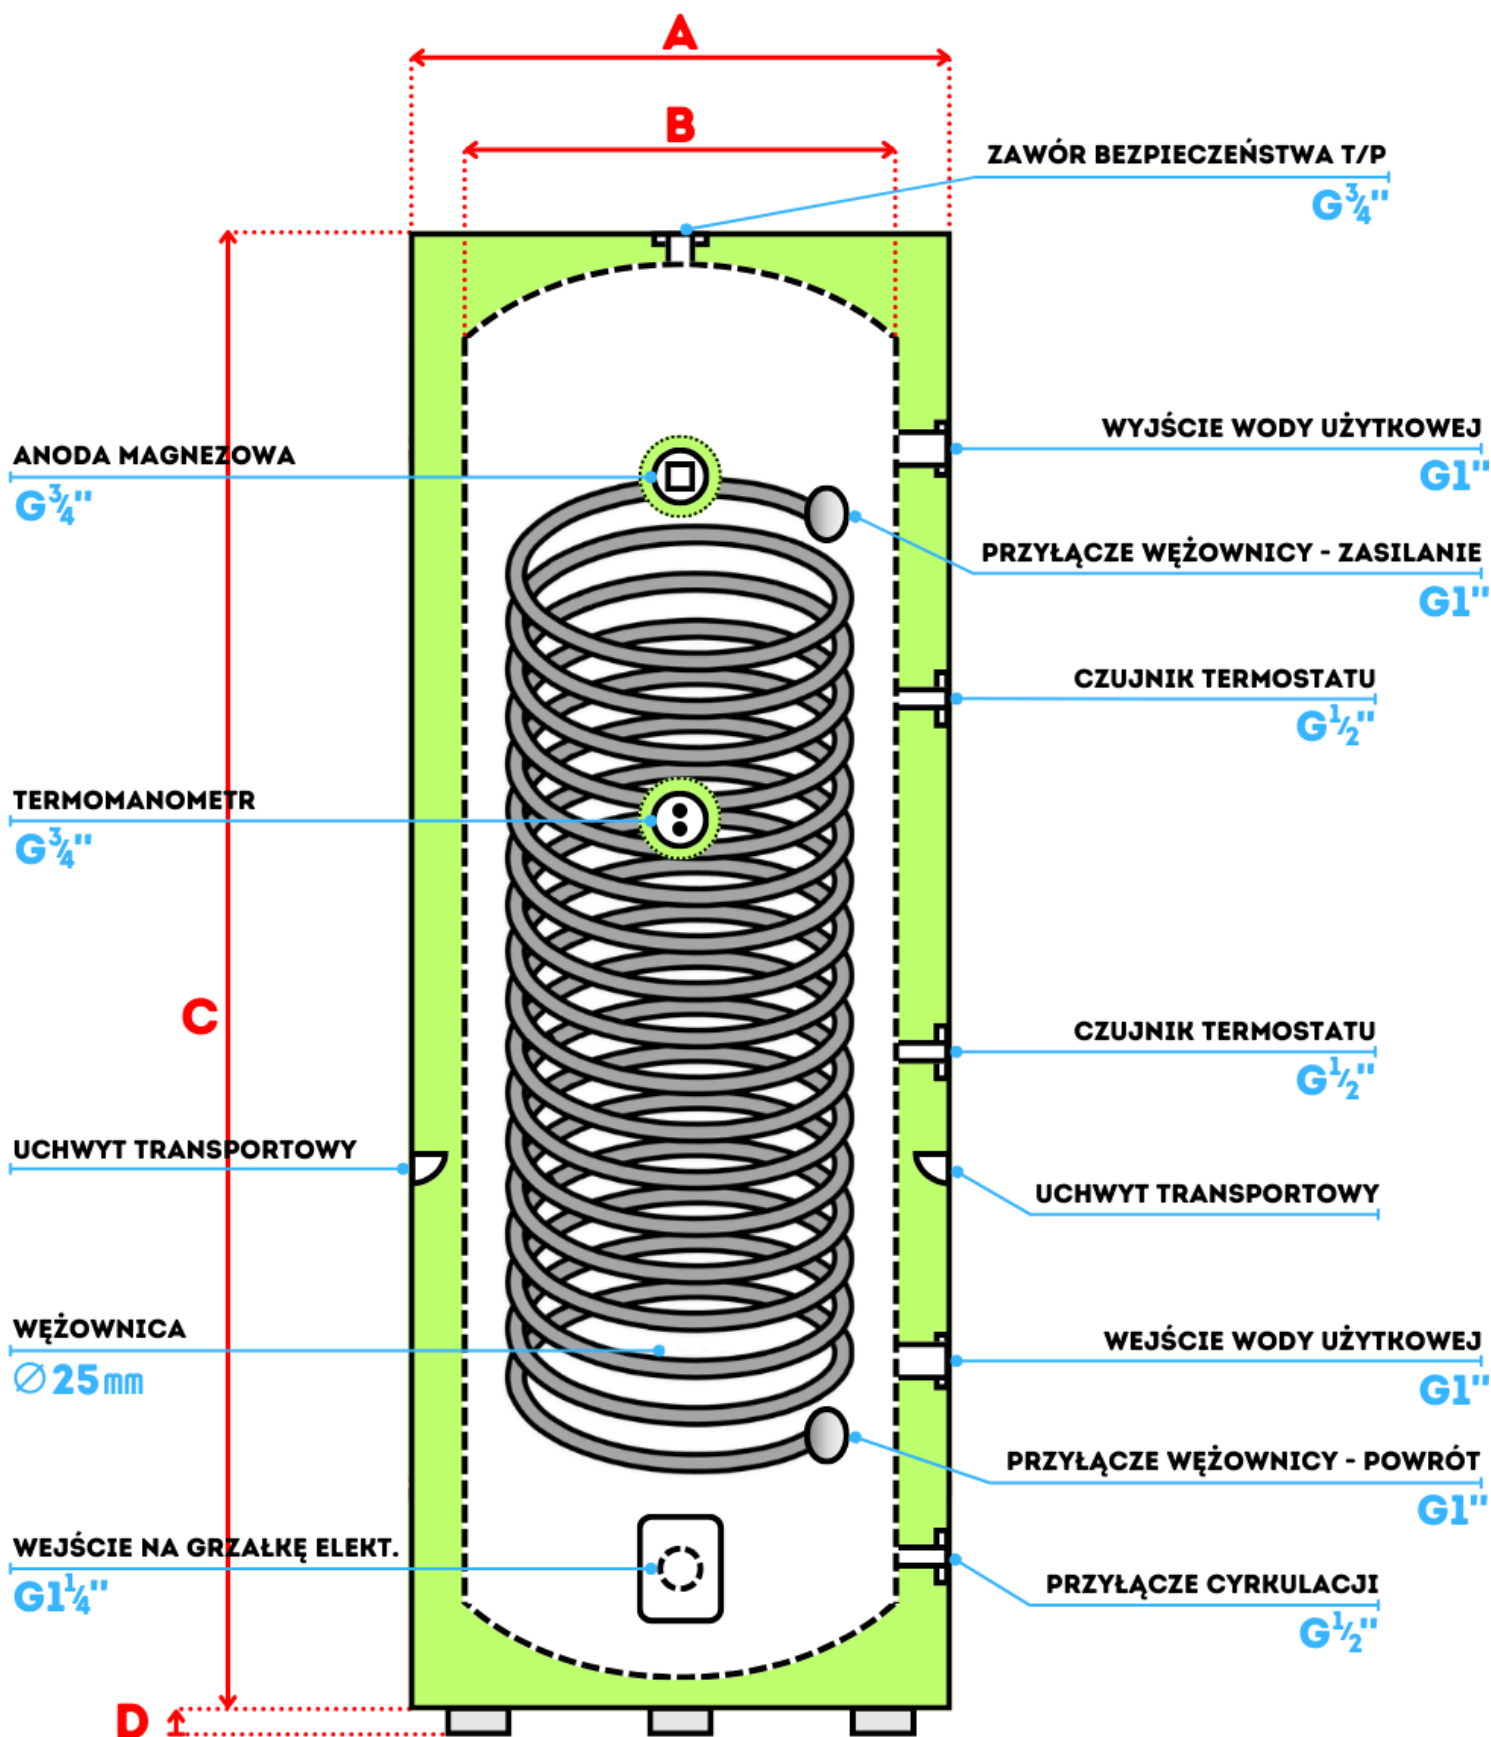 A
B
ZAWÓR BEZPIECZEŃSTWA T/P
G¾"
WYJŚCIE WODY UŻYTKOWEJ
G1"
ANODA MAGNEZOWA
G¾"
PRZYŁĄCZE WĘŻOWNICY - ZASILANIE
G1"
CZUJNIK TERMOSTATU
G½"
TERMOMANOMETR
G¾"
C
CZUJNIK TERMOSTATU
G½"
UCHWYT TRANSPORTOWY
UCHWYT TRANSPORTOWY
WĘŻOWNICA
∅ 25 mm
WEJŚCIE WODY UŻYTKOWEJ
G1"
PRZYŁĄCZE WĘŻOWNICY - POWRÓT
G1"
WEJŚCIE NA GRZAŁKĘ ELEKT.
G1¼"
PRZYŁĄCZE CYRKULACJI
G½"
D